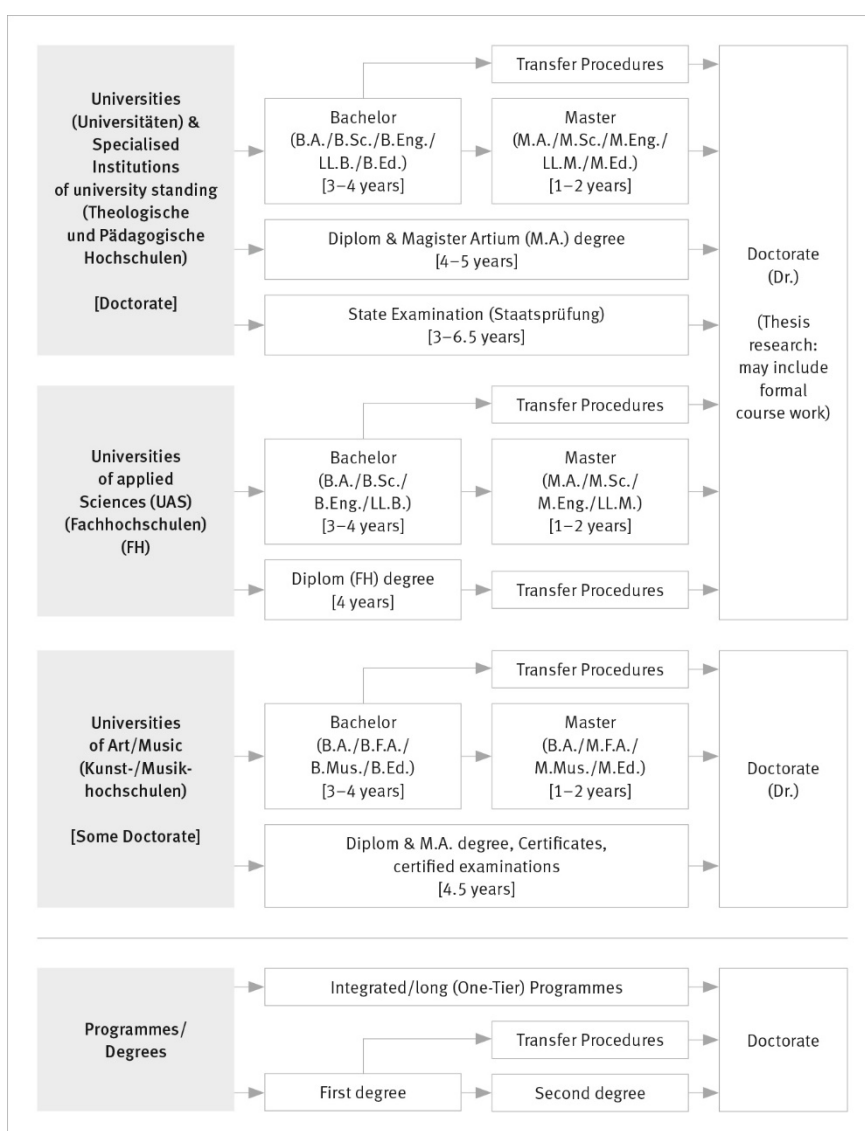 Universities
(Universitäten) &
Specialised
Institutions
of university standing
(Theologische
und Pädagogische
Hochschulen)
[Doctorate]
Transfer Procedures
Bachelor
(B.A./B.Sc./B.Eng./
LL.B./B.Ed.)
[3–4 years]
Master
(M.A./M.Sc./M.Eng./
LL.M./M.Ed.)
[1–2 years]
Diplom & Magister Artium (M.A.) degree
[4–5 years]
State Examination (Staatsprüfung)
[3–6.5 years]
Doctorate
(Dr.)
(Thesis
research:
may include
formal
course work)
Universities
of applied
Sciences (UAS)
(Fachhochschulen)
(FH)
Transfer Procedures
Bachelor
(B.A./B.Sc./
B.Eng./LL.B.)
[3–4 years]
Master
(M.A./M.Sc./
M.Eng./LL.M.)
[1–2 years]
Diplom (FH) degree
[4 years]
Transfer Procedures
Universities
of Art/Music
(Kunst-/Musik-
hochschulen)
[Some Doctorate]
Transfer Procedures
Bachelor
(B.A./B.F.A./
B.Mus./B.Ed.)
[3–4 years]
Master
(B.A./M.F.A./
M.Mus./M.Ed.)
[1–2 years]
Diplom & M.A. degree, Certificates,
certified examinations
[4.5 years]
Doctorate
(Dr.)
Programmes/
Degrees
Integrated/long (One-Tier) Programmes
Transfer Procedures
First degree
Second degree
Doctorate